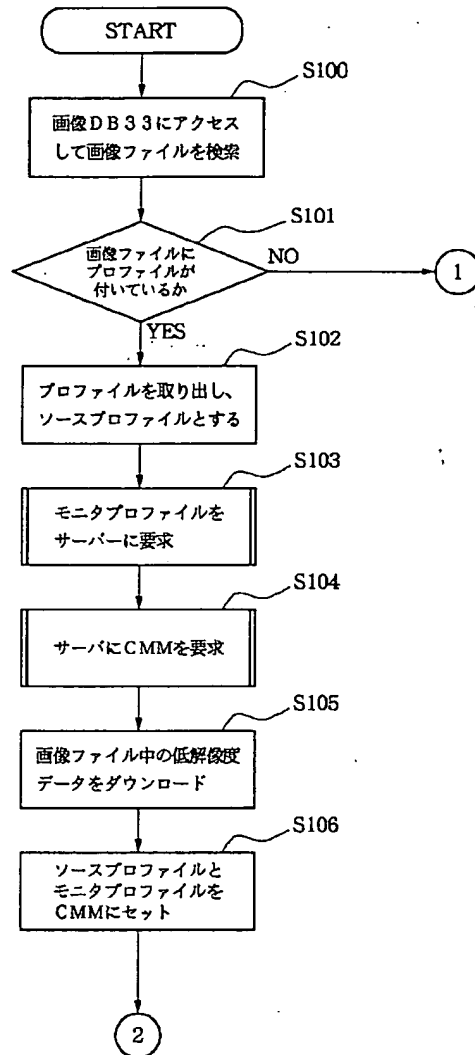 START
S100
画像DB33にアクセス
して画像ファイルを検索
S101
画像ファイルに
プロファイルが
付いているか
NO
1
YES
S102
プロファイルを取り出し、
ソースプロファイルとする
S103
モニタプロファイルを
サーバーに要求
S104
サーバにCMMを要求
S105
画像ファイル中の低解像度
データをダウンロード
S106
ソースプロファイルと
モニタプロファイルを
CMMにセット
2